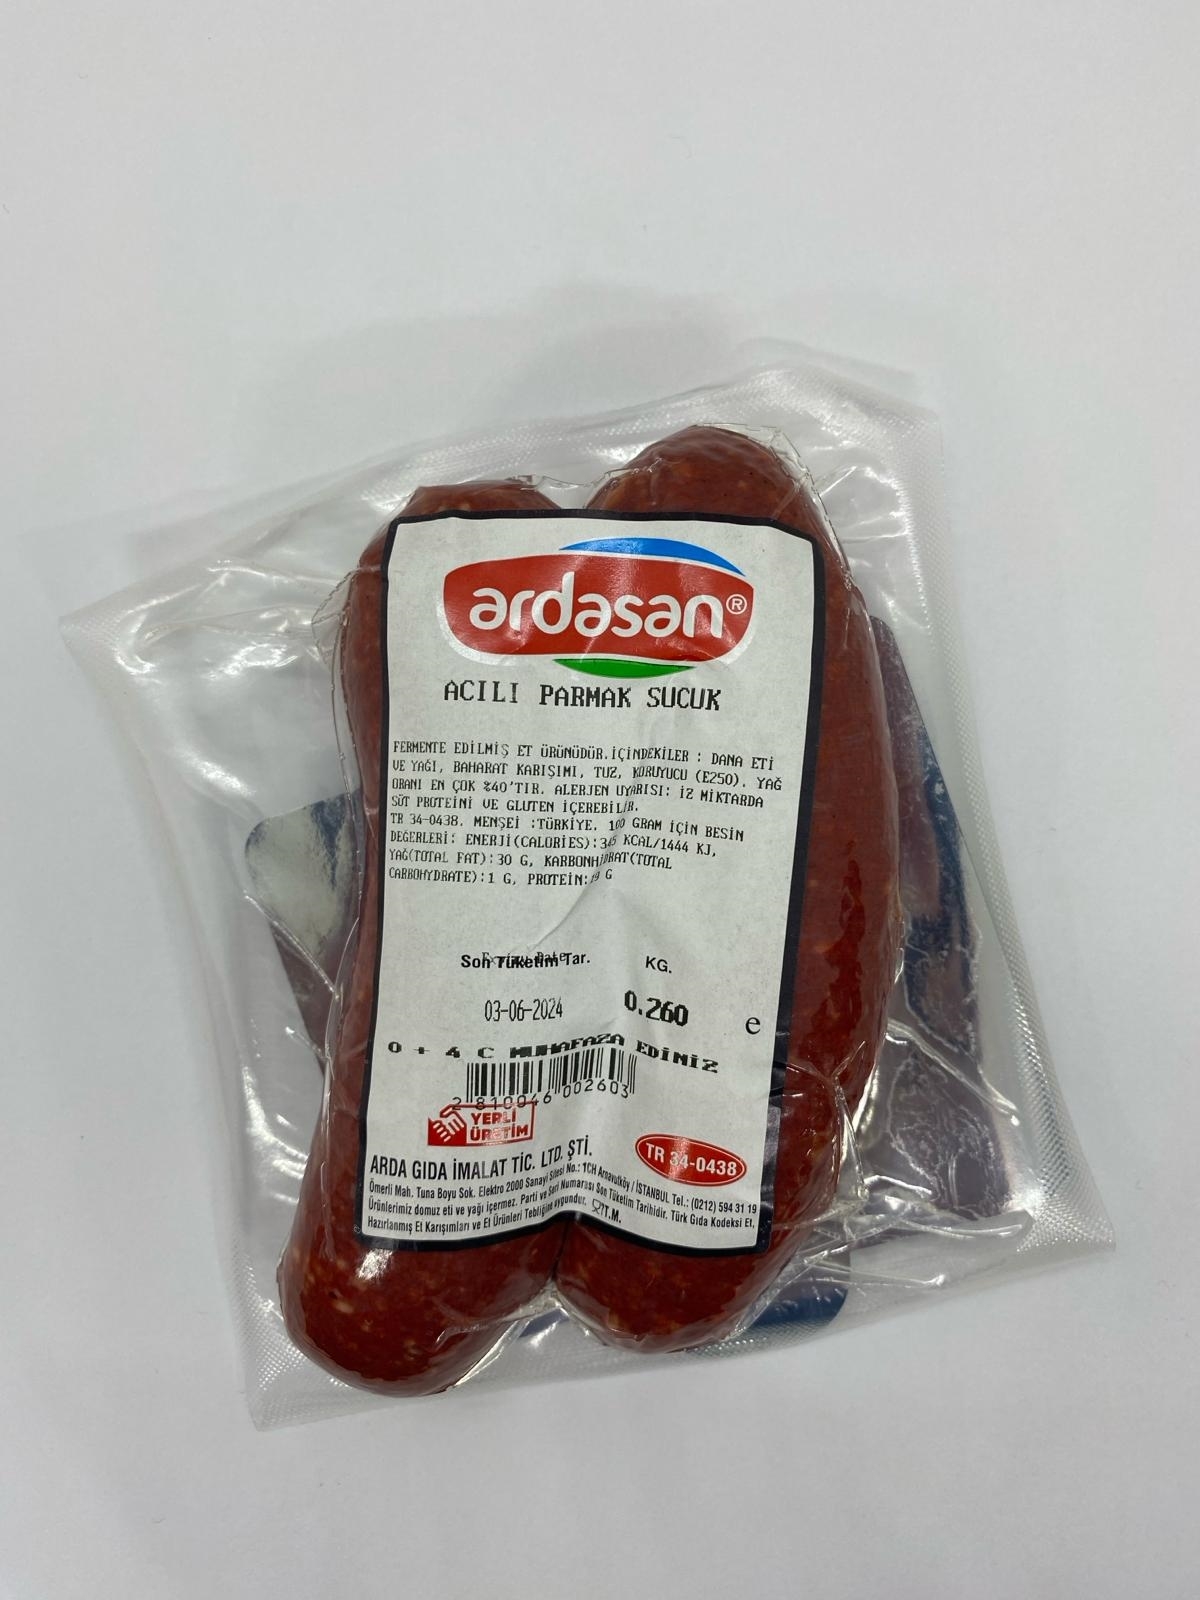 ardasan®
ACILI PARMAK SUCUK
FERMENTE EDİLMİŞ ET ÜRÜNÜDÜR.İÇİNDEKİLER : DANA ETİ
VE YAĞI, BAHARAT KARIŞIMI, TUZ, KORUYUCU (E250). YAĞ
ORANI EN ÇOK %40'TIR. ALERJEN UYARISI: İZ MİKTARDA
SÜT PROTEİNİ VE GLUTEN İÇEREBİLİR.
TR 34-0438. MENŞEİ :TÜRKİYE. 100 GRAM İÇİN BESİN
DEĞERLERİ: ENERJİ(CALORIES):345 KCAL/1444 KJ,
YAĞ(TOTAL FAT):30 G, KARBONHİDRAT(TOTAL
CARBOHYDRATE):1 G, PROTEIN: G
Son Tüketim Tar. KG.
03-06-2024 0.260 e
0 + 4 C MUHAFAZA EDİNİZ
2 810046 002603
YERLİ
ÜRETİM
TR 34-0438
ARDA GIDA İMALAT TİC. LTD. ŞTİ.
Ömerli Mah. Tuna Boyu Sok. Elektro 2000 Sanayi Sitesi No.: 1CH Arnavutköy / İSTANBUL Tel.: (0212) 594 31 19
Ürünlerimiz domuz eti ve yağı içermez. Parti ve Seri Numarası Son Tüketim Tarihidir. Türk Gıda Kodeksi Et,
Hazırlanmış Et Karışımları ve Et Ürünleri Tebliğine uygundur. T.M.